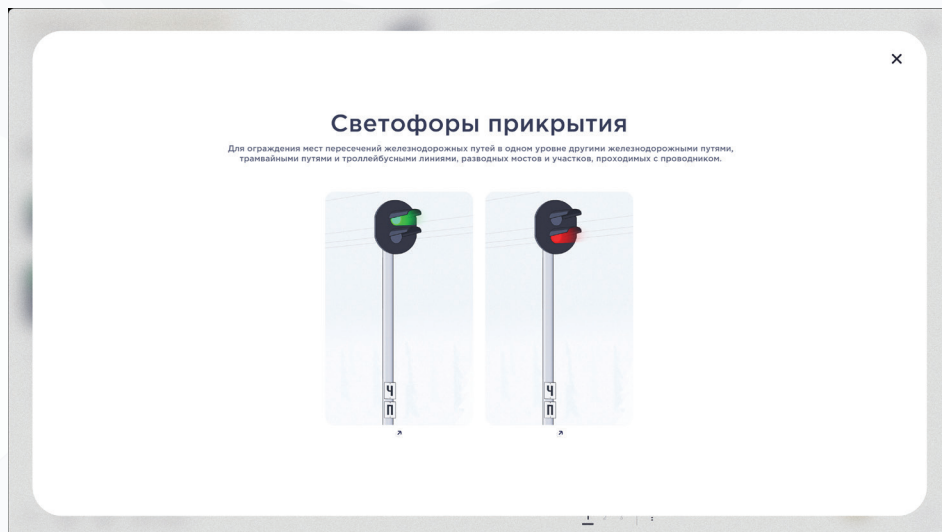 Светофоры прикрытия
Для ограждения мест пересечений железнодорожных путей в одном уровне другими железнодорожными путями,
трамвайными путями и троллейбусными линиями, разводных мостов и участков, проходимых с проводником.
Ч
П
Ч
П